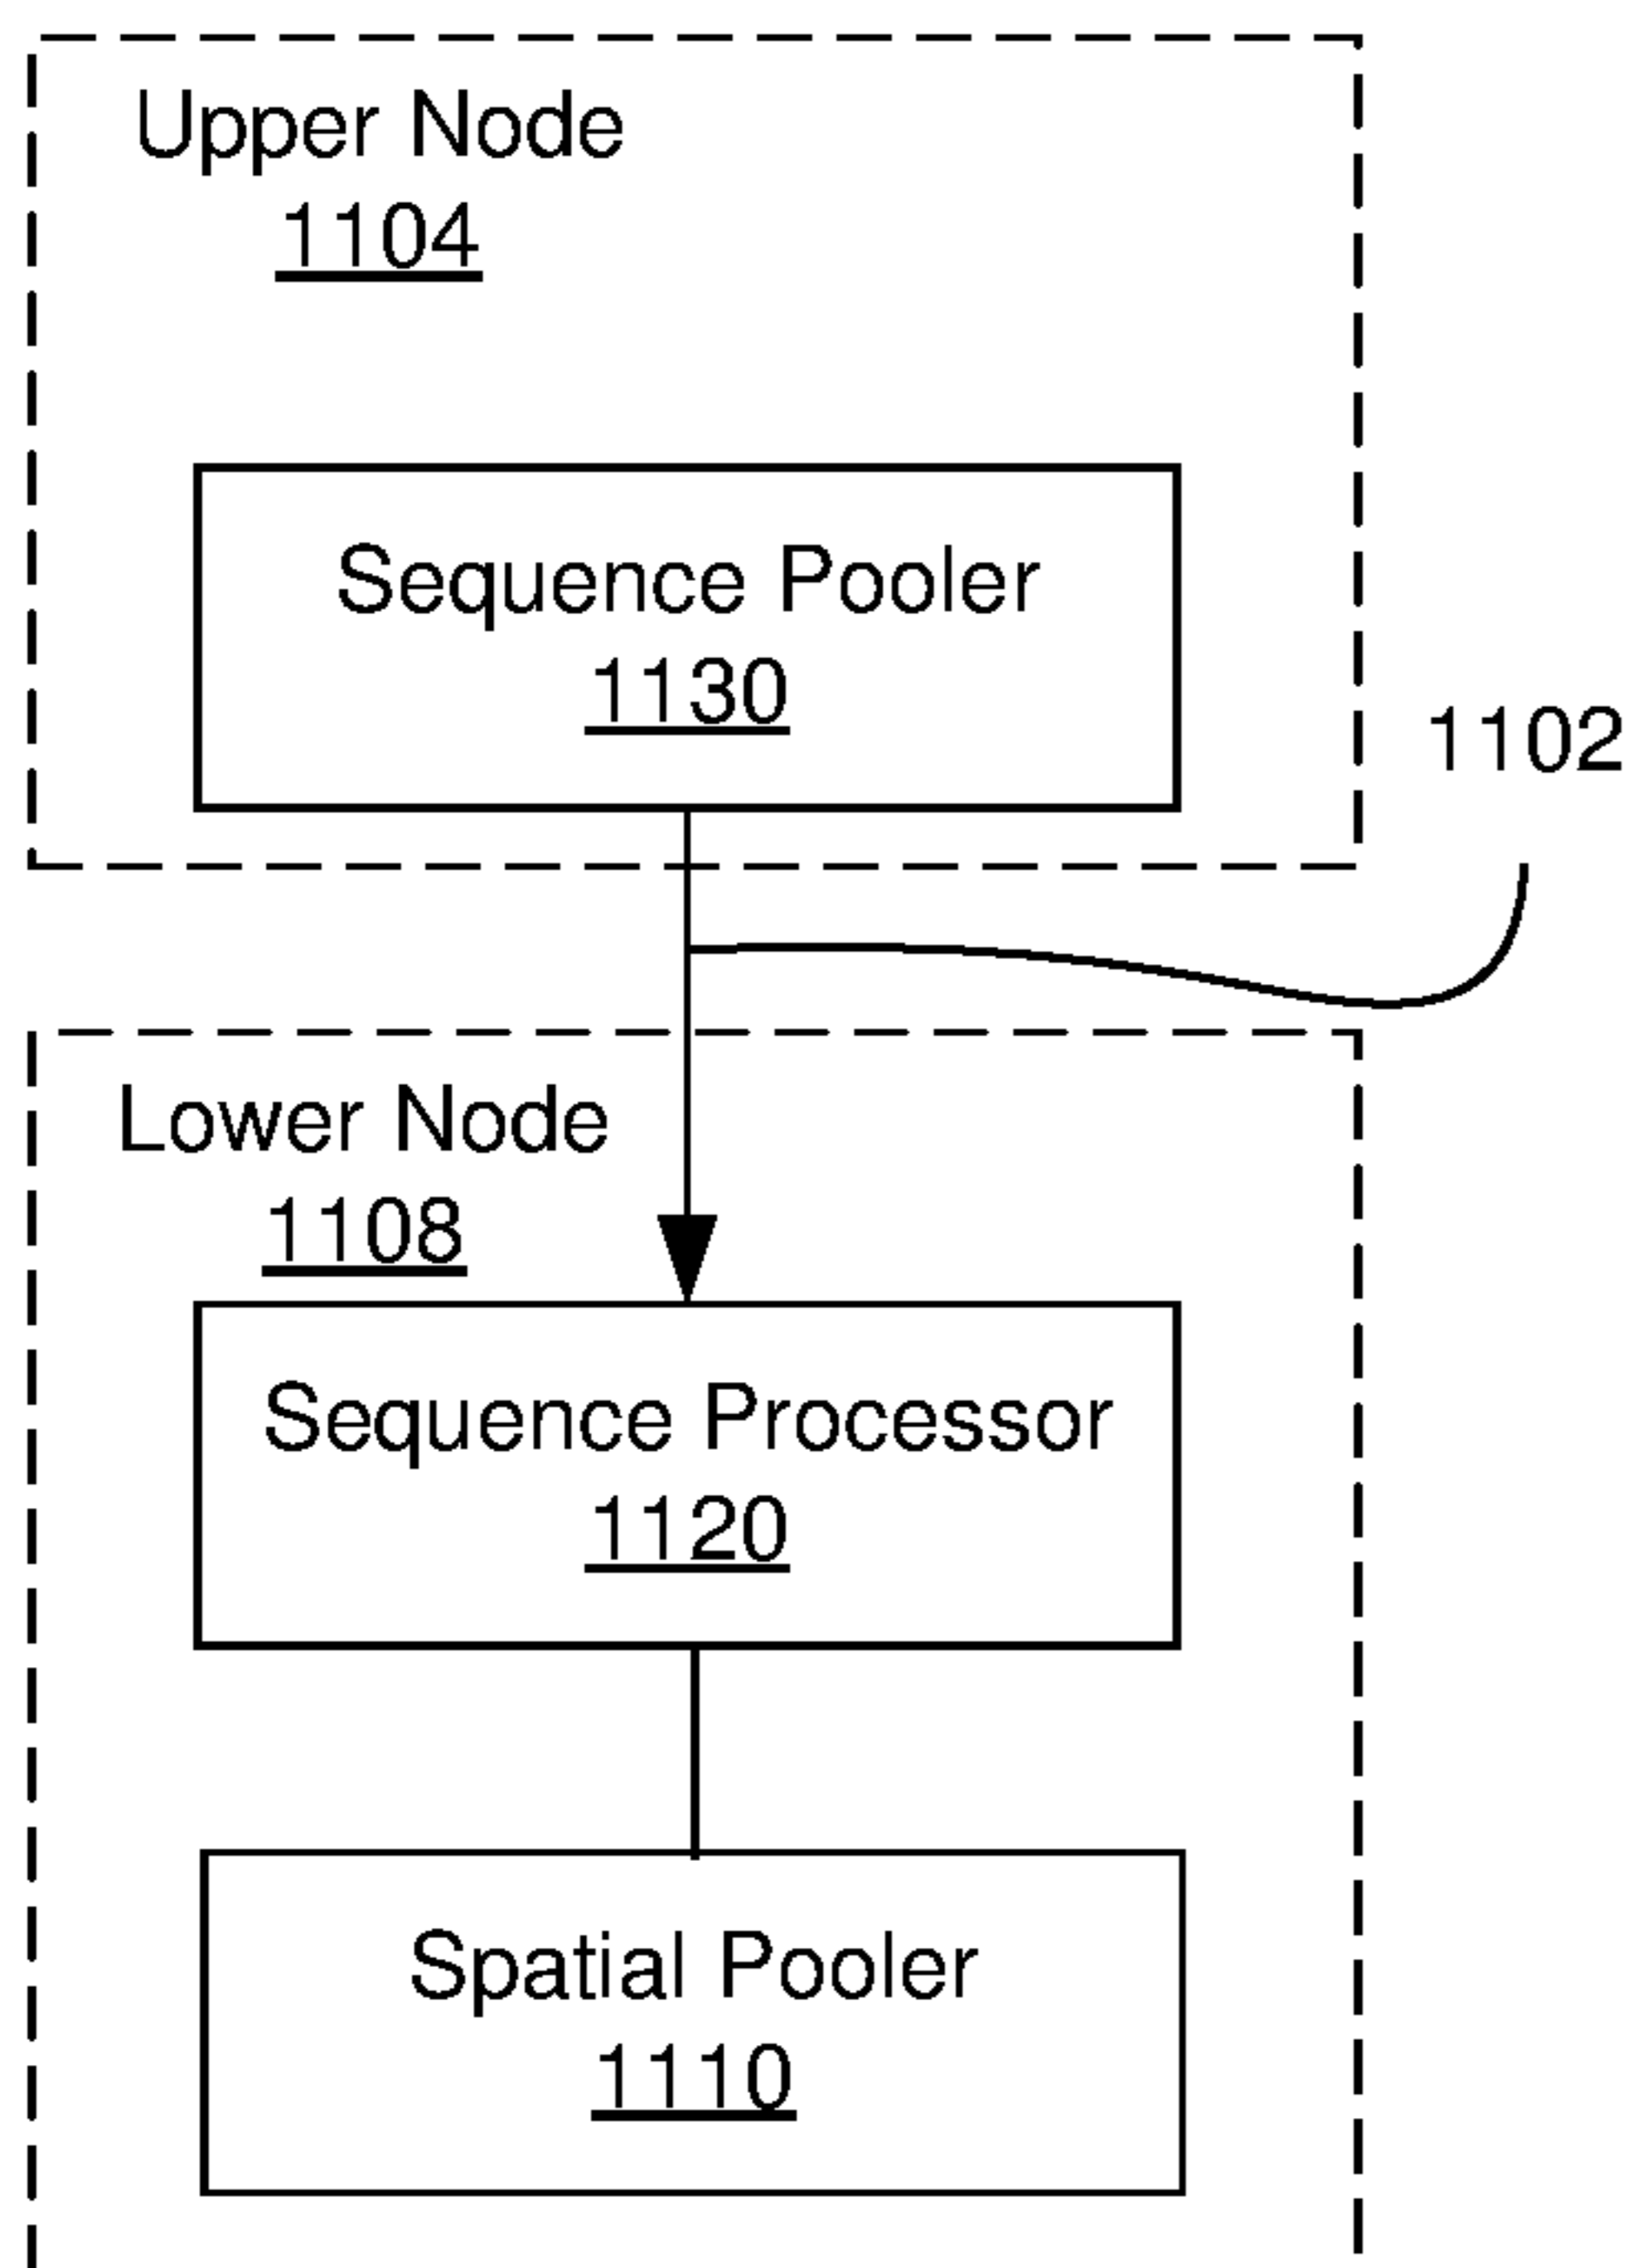 Upper Node
1104
Sequence Pooler
1130
1102
Lower Node
1108
Sequence Processor
1120
Spatial Pooler
1110